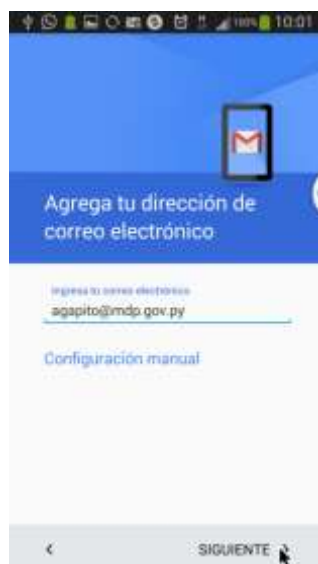 100% 10:01
Agrega tu dirección de
correo electrónico
Ingresa tu correo electrónico
agapito@mdp.gov.py
Configuración manual
SIGUIENTE